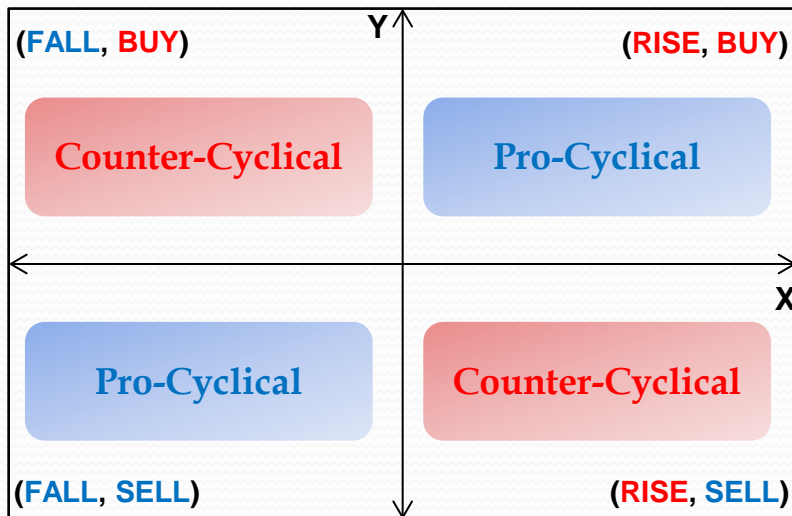 (FALL, BUY)
Y
(RISE, BUY)
Counter-Cyclical
Pro-Cyclical
X
Pro-Cyclical
Counter-Cyclical
(FALL, SELL)
(RISE, SELL)